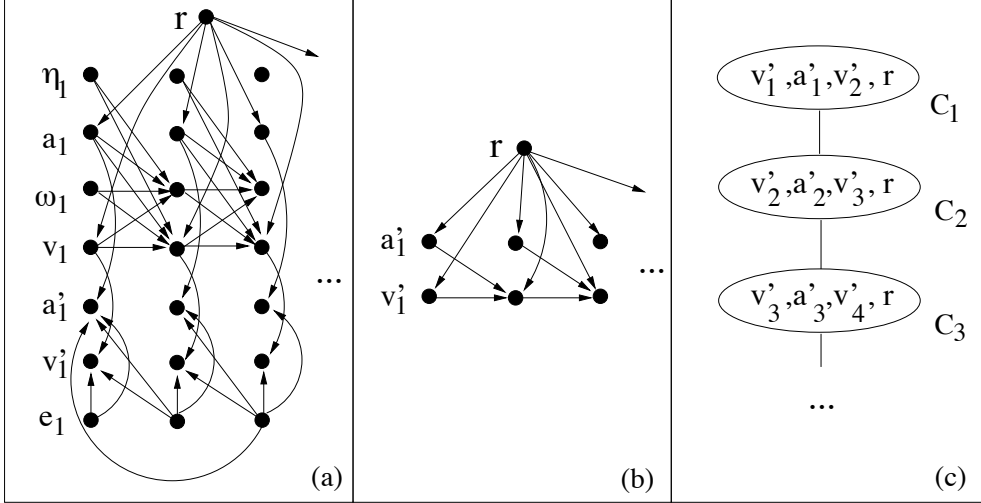 r
η₁
a₁
ω₁
v₁
a'₁
v'₁
e₁
...
(a)
r
a'₁
v'₁
...
(b)
v'₁ ,a'₁,v'₂, r
C₁
v'₂,a'₂,v'₃, r
C₂
v'₃,a'₃,v'₄, r
C₃
...
(c)